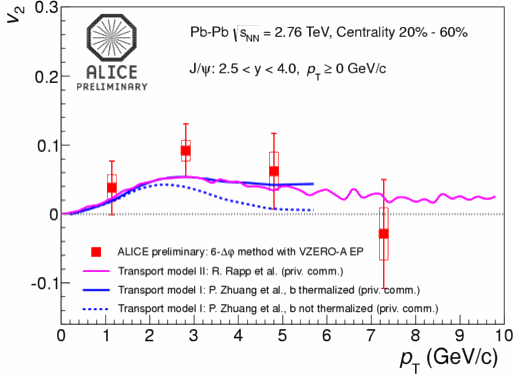 v₂
0.3
0.2
0.1
0
-0.1
ALICE
PRELIMINARY
Pb-Pb √sNN = 2.76 TeV, Centrality 20% - 60%
J/ψ: 2.5 < y < 4.0, pT ≥ 0 GeV/c
ALICE preliminary: 6-Δφ method with VZERO-A EP
Transport model II: R. Rapp et al. (priv. comm.)
Transport model I: P. Zhuang et al., b thermalized (priv. comm.)
Transport model I: P. Zhuang et al., b not thermalized (priv. comm.)
0 1 2 3 4 5 6 7 8 9 10
pT (GeV/c)